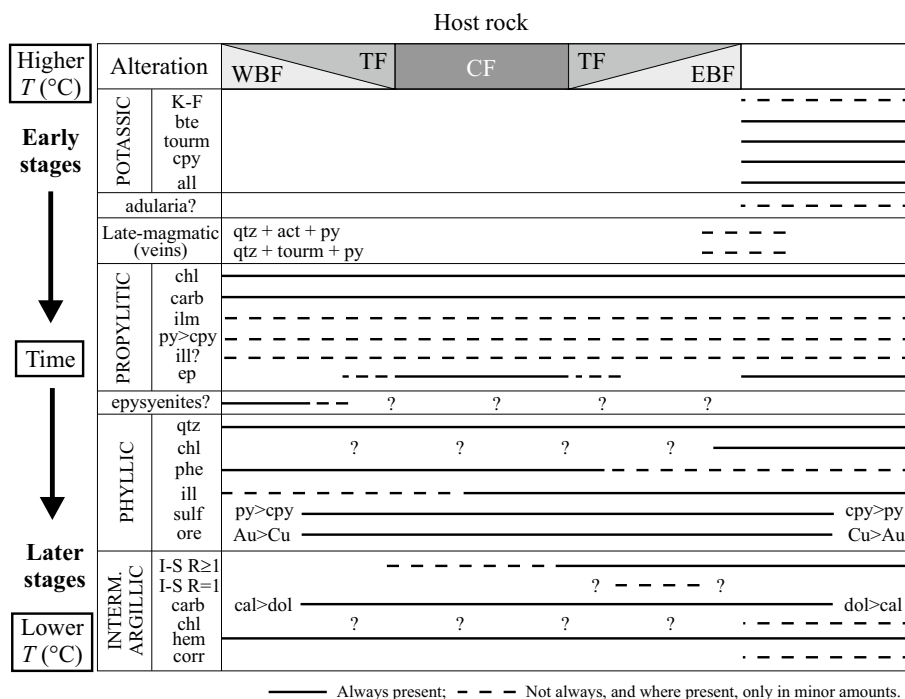 Host rock
Higher
T (°C)
Alteration
WBF
TF
CF
TF
EBF
Early
stages
POTASSIC
K-F
bte
tourm
cpy
all
adularia?
Late-magmatic
(veins)
qtz + act + py
qtz + tourm + py
Time
PROPYLITIC
chl
carb
ilm
py>cpy
ill?
ep
epysyenites? ? ? ? ?
PHYLLIC
qtz
chl ? ? ? ?
phe
ill
sulf py>cpy cpy>py
ore Au>Cu Cu>Au
Later
stages
INTERM.
ARGILLIC
I-S R≥1
I-S R=1 ? ?
carb cal>dol dol>cal
chl ? ? ? ?
hem
corr
Lower
T (°C)
Always present; Not always, and where present, only in minor amounts.